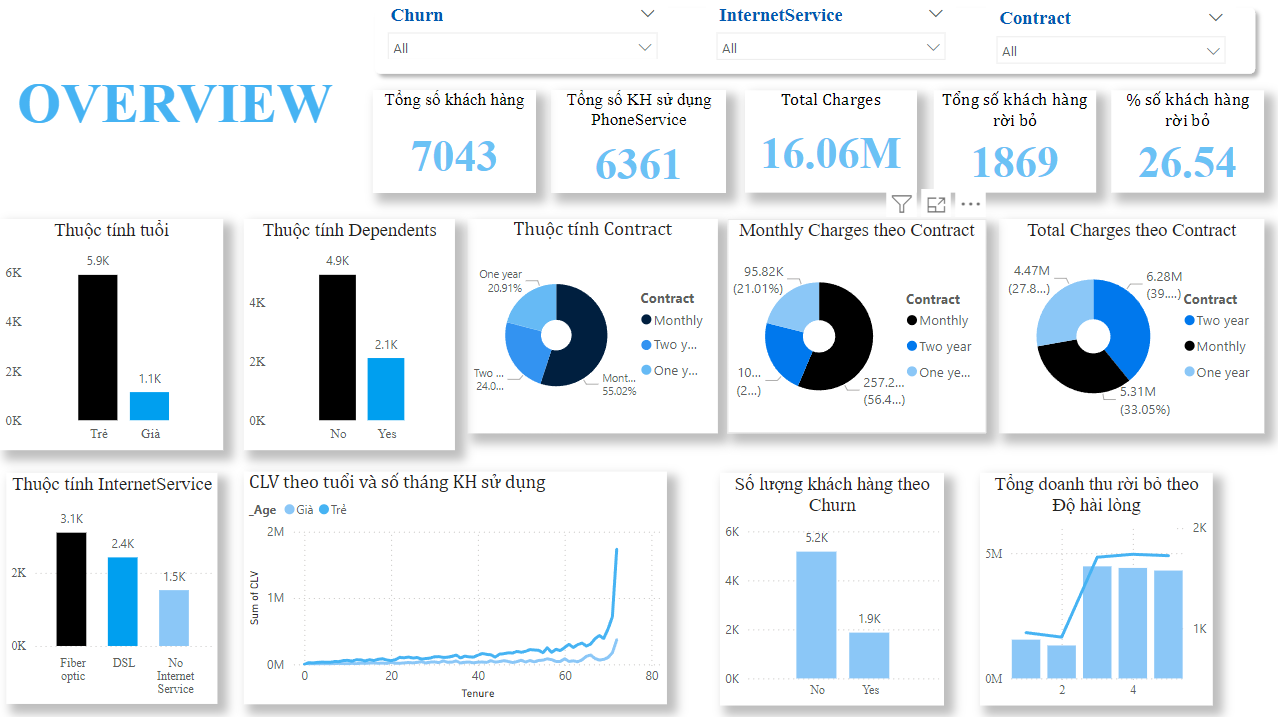 Churn
All
InternetService
All
Contract
All
OVERVIEW
Tổng số khách hàng
7043
Tổng số KH sử dụng
PhoneService
6361
Total Charges
16.06M
Tổng số khách hàng
rời bỏ
1869
% số khách hàng
rời bỏ
26.54
Thuộc tính tuổi
6K
4K
2K
0K
5.9K
1.1K
Trẻ
Già
Thuộc tính Dependents
4K
2K
0K
4.9K
2.1K
No
Yes
Thuộc tính Contract
One year
20.91%
Two ...
24.0...
Mont...
55.02%
Contract
Monthly
Two y...
One y...
Monthly Charges theo Contract
95.82K
(21.01%)
10...
(2...)
257.2...
(56.4...)
Contract
Monthly
Two year
One ye...
Total Charges theo Contract
4.47M
(27.8...)
6.28M
(39....)
5.31M
(33.05%)
Contract
Two year
Monthly
One year
Thuộc tính InternetService
2K
0K
3.1K
2.4K
1.5K
Fiber
optic
DSL
No
Internet
Service
CLV theo tuổi và số tháng KH sử dụng
_Age
Già
Trẻ
Sum of CLV
2M
1M
0M
0
20
40
60
80
Tenure
Số lượng khách hàng theo
Churn
6K
4K
2K
0K
5.2K
1.9K
No
Yes
Tổng doanh thu rời bỏ theo
Độ hài lòng
5M
0M
2K
1K
2
4